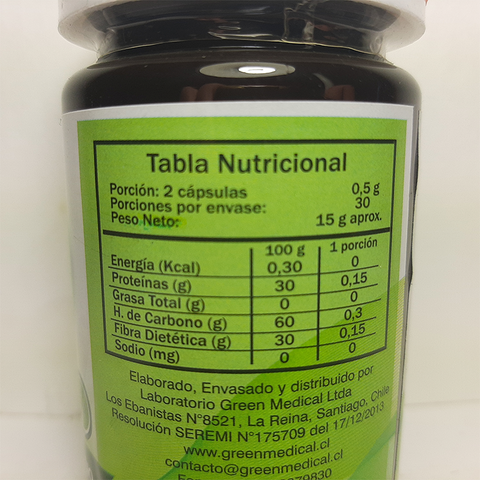 Tabla Nutricional
Porción: 2 cápsulas 0,5 g
Porciones por envase: 30
Peso Neto: 15 g aprox.
100 g 1 porción
Energía (Kcal) 0,30 0
Proteínas (g) 30 0,15
Grasa Total (g) 0 0
H. de Carbono (g) 60 0,3
Fibra Dietética (g) 30 0,15
Sodio (mg) 0 0
Elaborado, Envasado y distribuido por
Laboratorio Green Medical Ltda
Los Ebanistas N°8521, La Reina, Santiago, Chile
Resolución SEREMI N°175709 del 17/12/2013
www.greenmedical.cl
contacto@greenmedical.cl